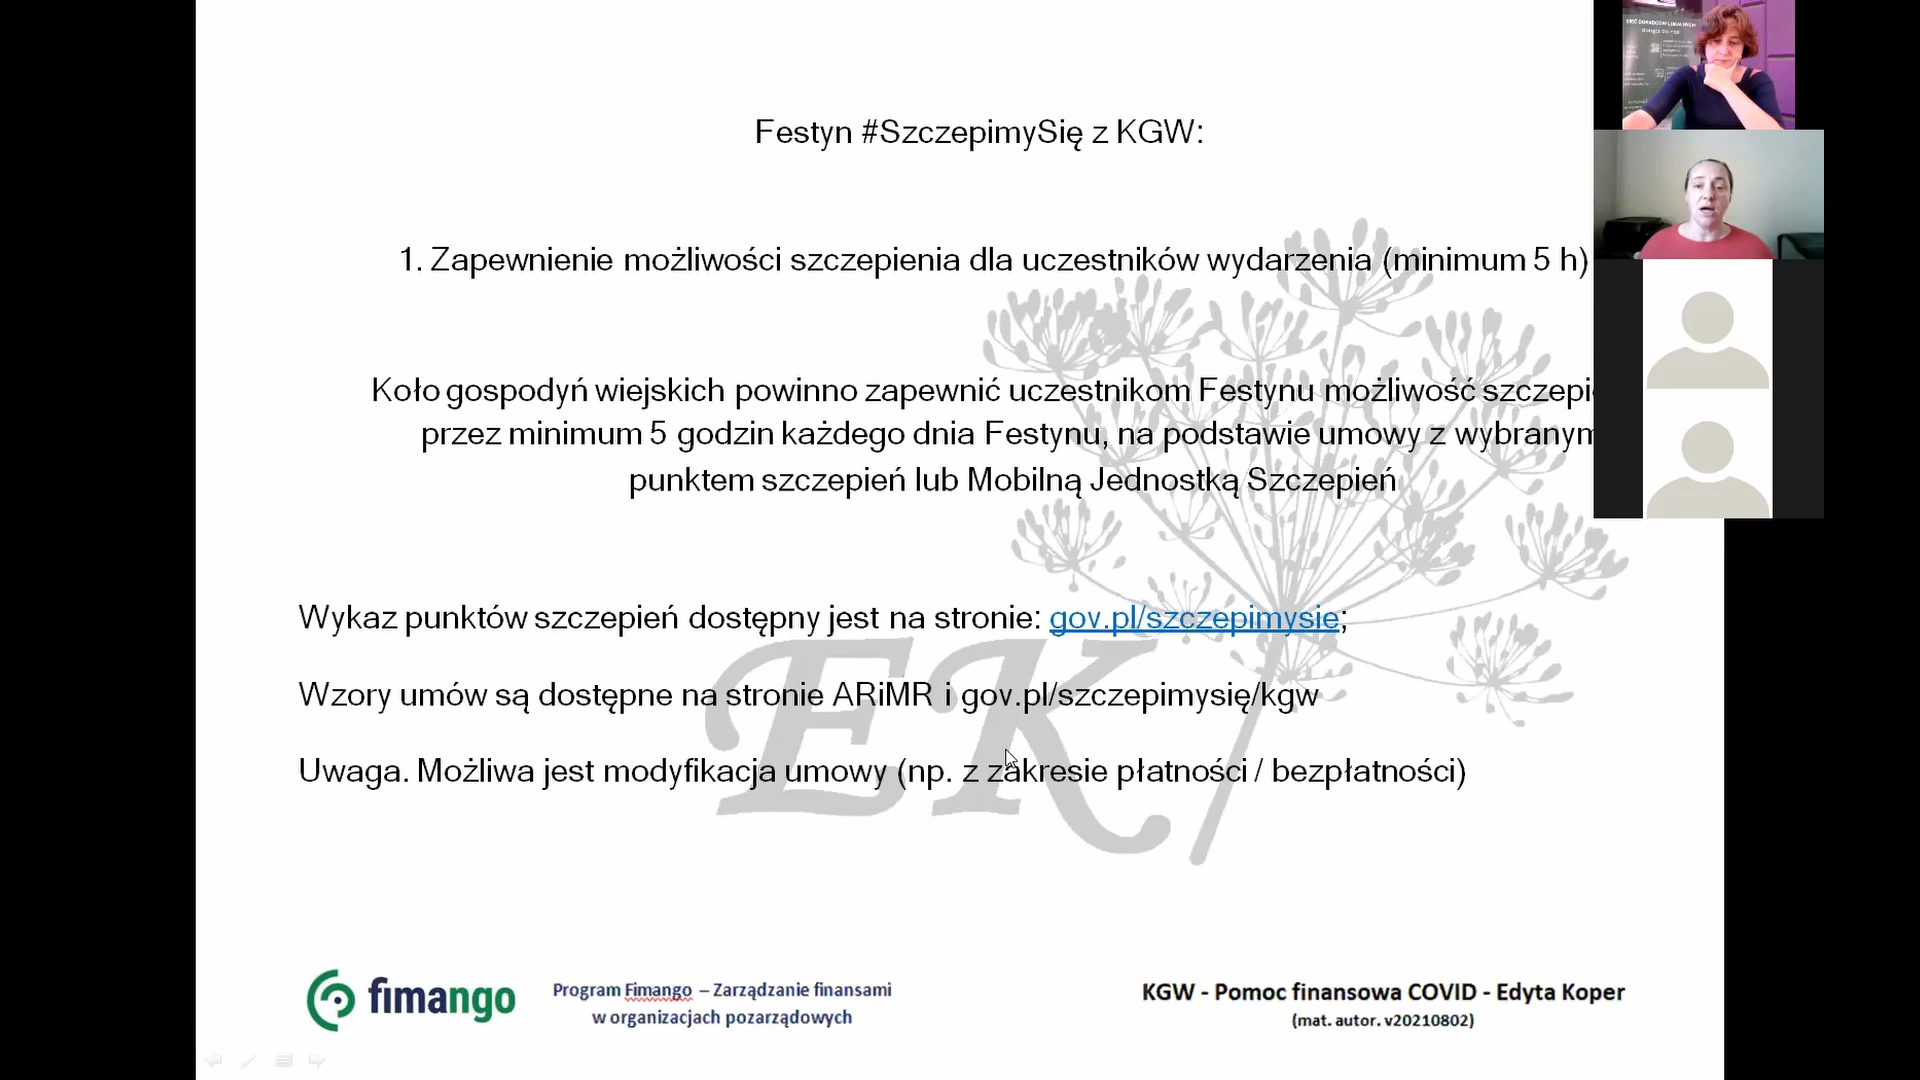 Festyn #SzczepimySię z KGW:
1. Zapewnienie możliwości szczepienia dla uczestników wydarzenia (minimum 5 h)
Koło gospodyń wiejskich powinno zapewnić uczestnikom Festynu możliwość
przez minimum 5 godzin każdego dnia Festynu, na podstawie umowy z
punktem szczepień lub Mobilną Jednostką Szczepień
Wykaz punktów szczepień dostępny jest na stronie: gov.pl/szczepimysie;
Wzory umów są dostępne na stronie ARiMR i gov.pl/szczepimysię/kgw
Uwaga. Możliwa jest modyfikacja umowy (np. z zakresie płatności / bezpłatności)
EK
fimango
Program Fimango – Zarządzanie finansami
w organizacjach pozarządowych
KGW - Pomoc finansowa COVID - Edyta Koper
(mat. autor. v20210802)